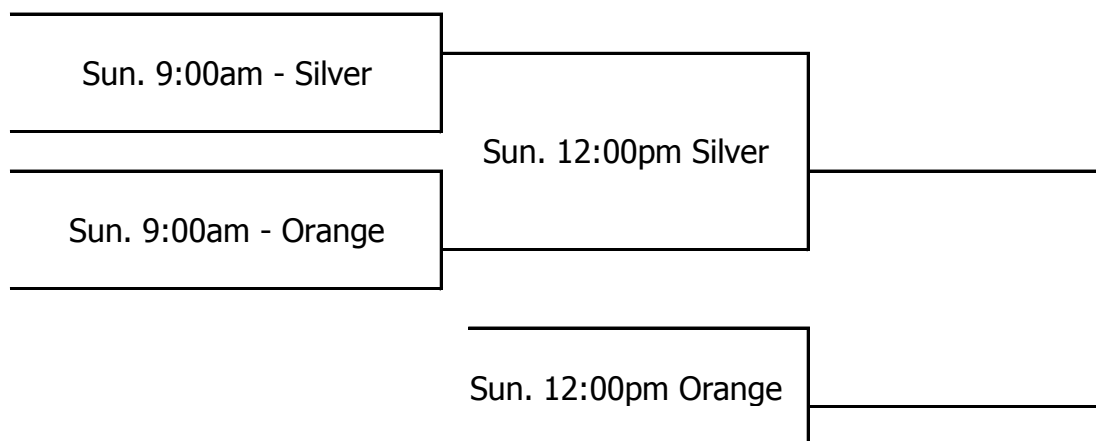 Sun. 9:00am - Silver
Sun. 12:00pm Silver
Sun. 9:00am - Orange
Sun. 12:00pm Orange